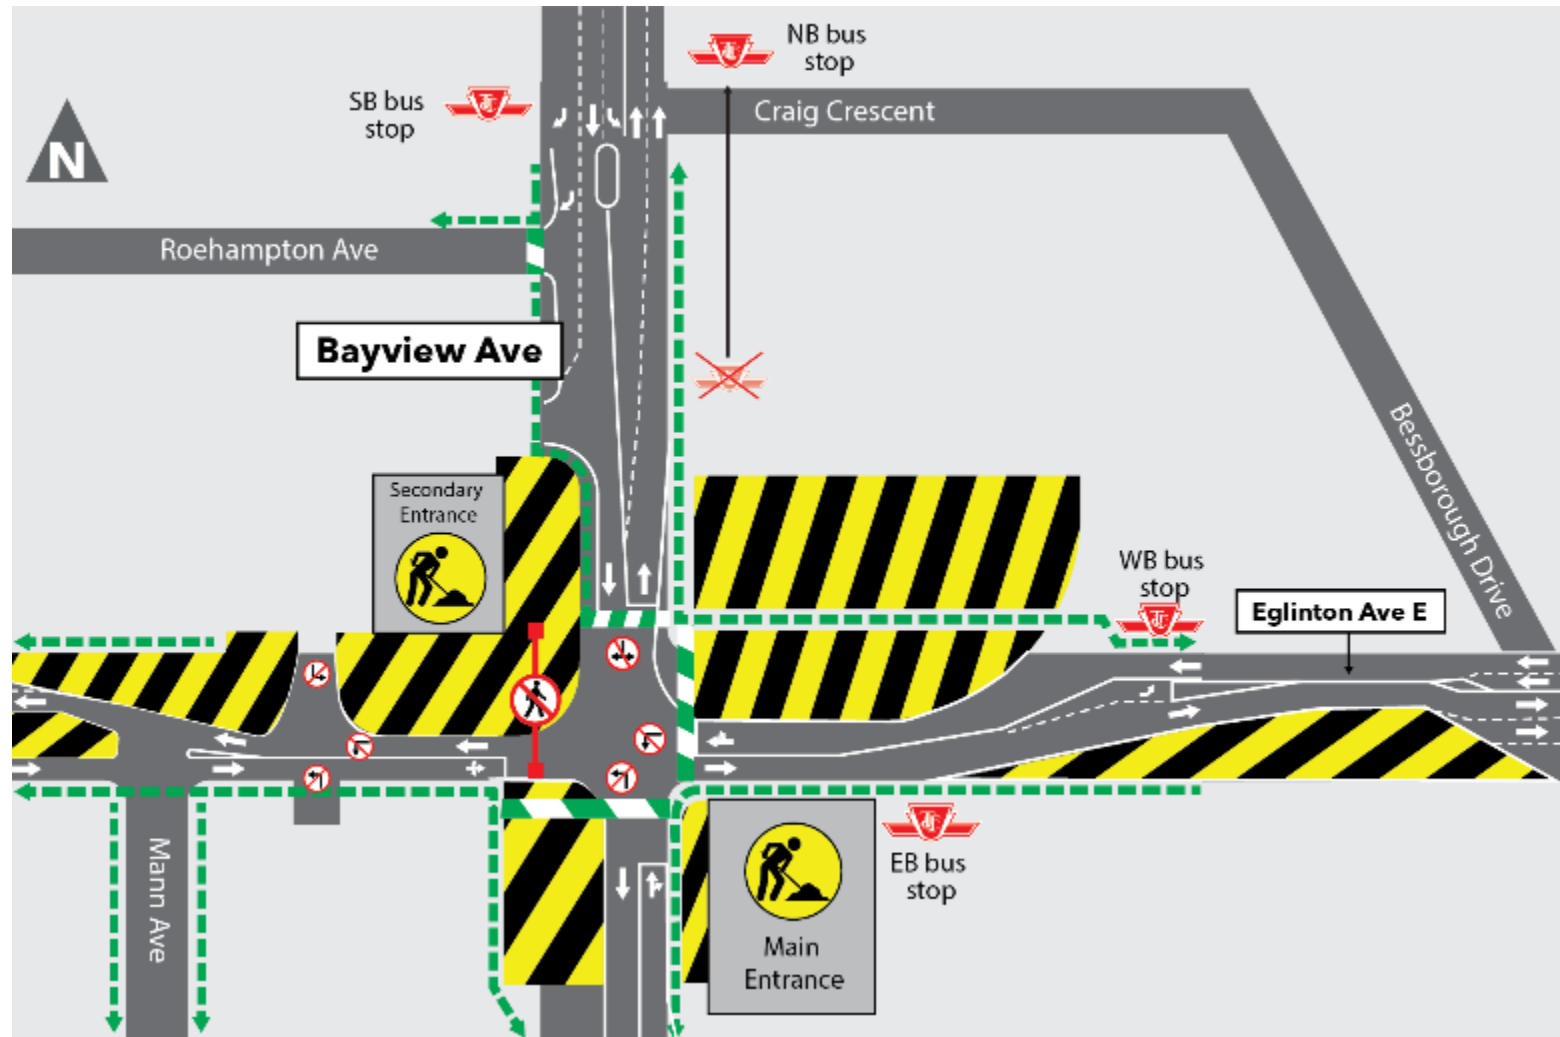 NB bus
stop
SB bus
stop
Craig Crescent
N
Roehampton Ave
Bayview Ave
Bessborough Drive
Secondary
Entrance
WB bus
stop
Eglinton Ave E
EB bus
stop
Mann Ave
Main
Entrance